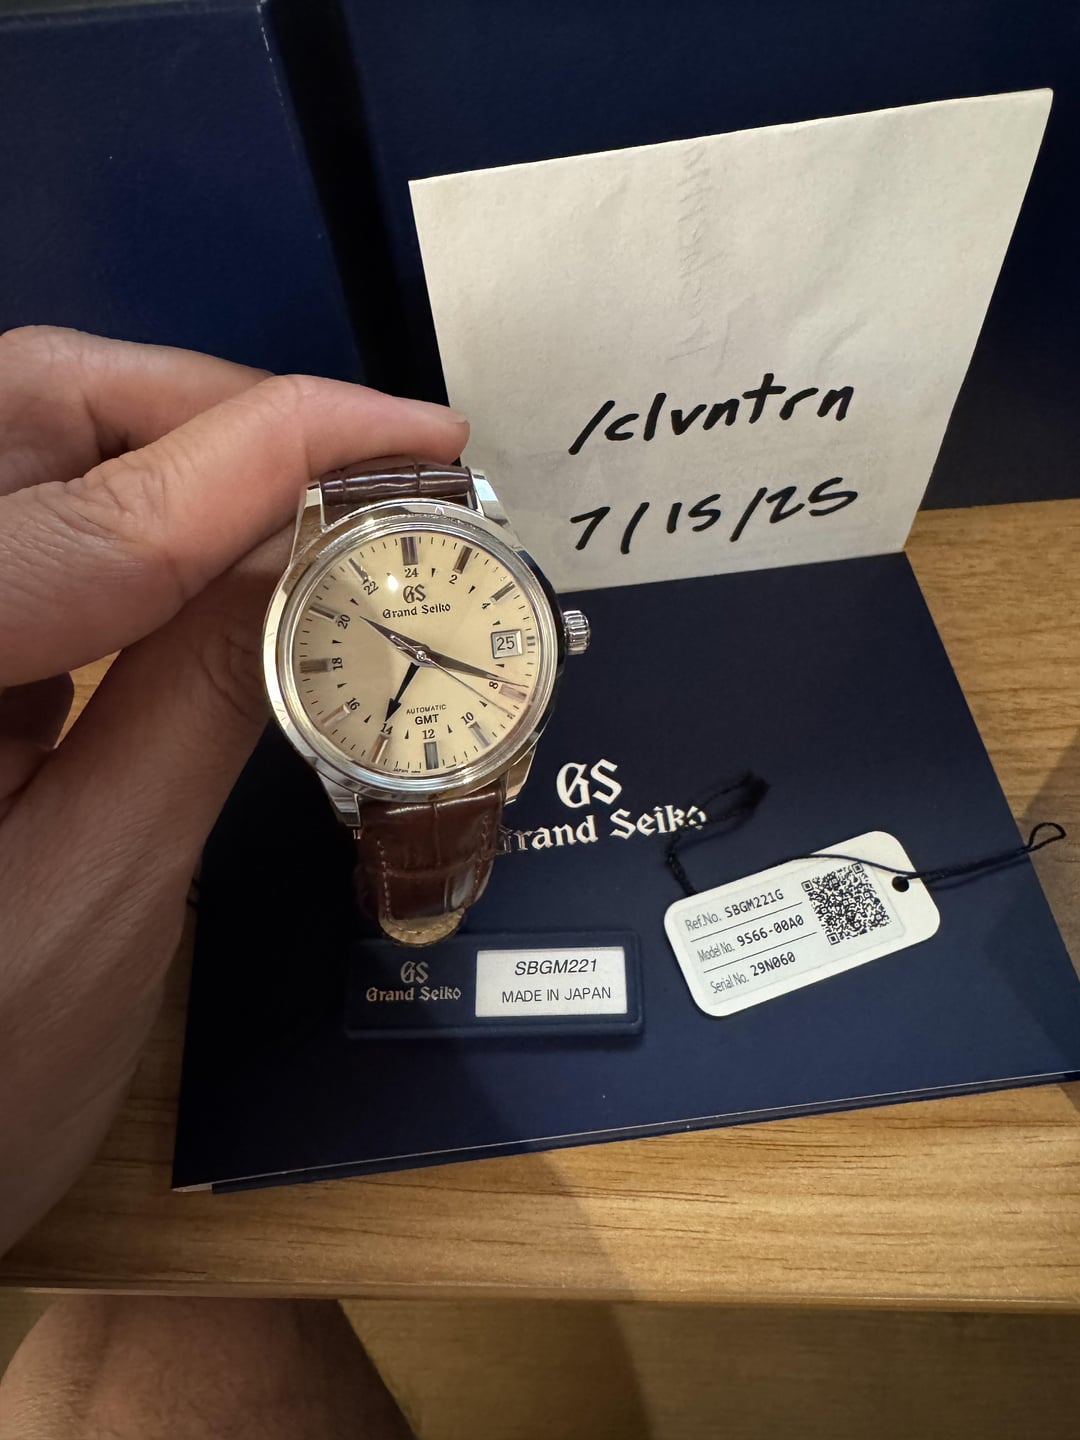 /clvntrn
7/15/25
24
2
4
25
8
10
12
14
16
18
20
22
GS
Grand Seiko
AUTOMATIC
GMT
GS
Grand Seiko
Ref.No. SBGM221G
Model No. 9S66-00A0
Serial No. 29N060
GS
Grand Seiko
SBGM221
MADE IN JAPAN